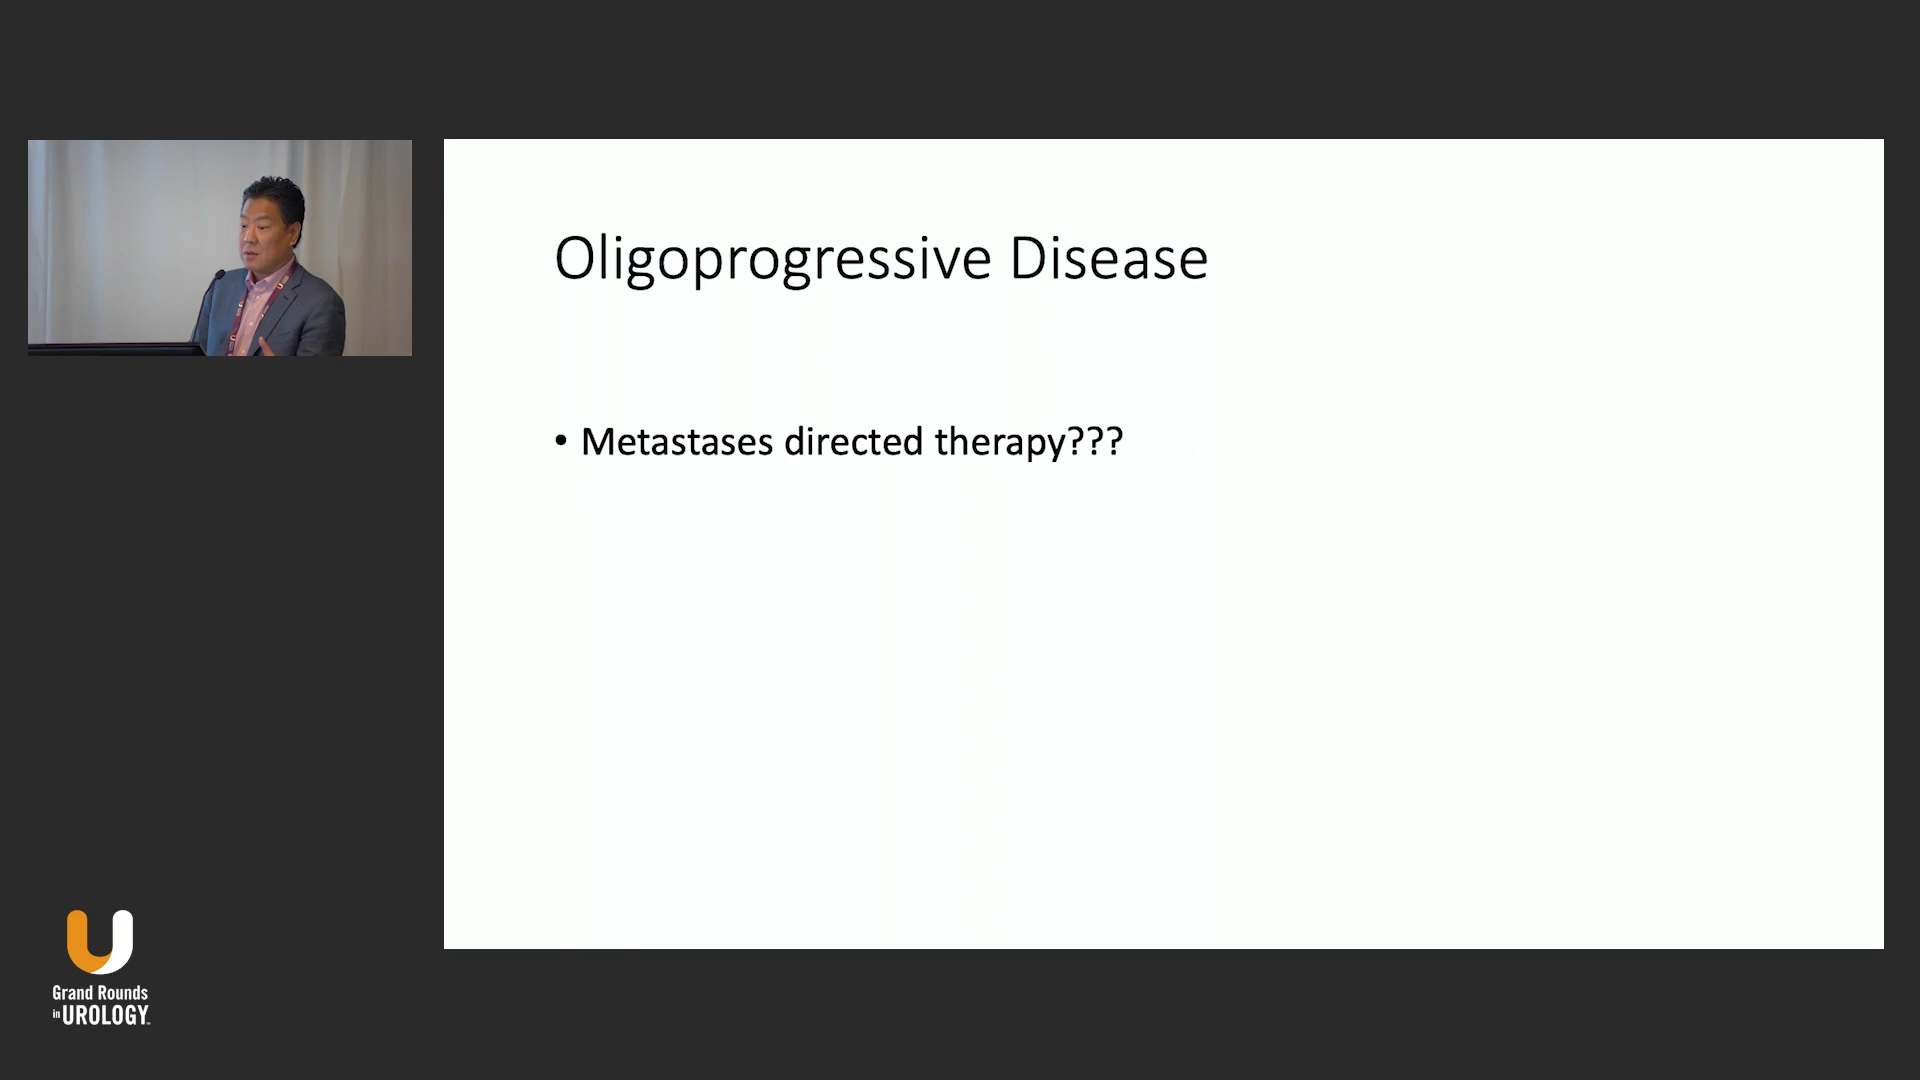 Oligoprogressive Disease
• Metastases directed therapy???
Grand Rounds
in UROLOGY